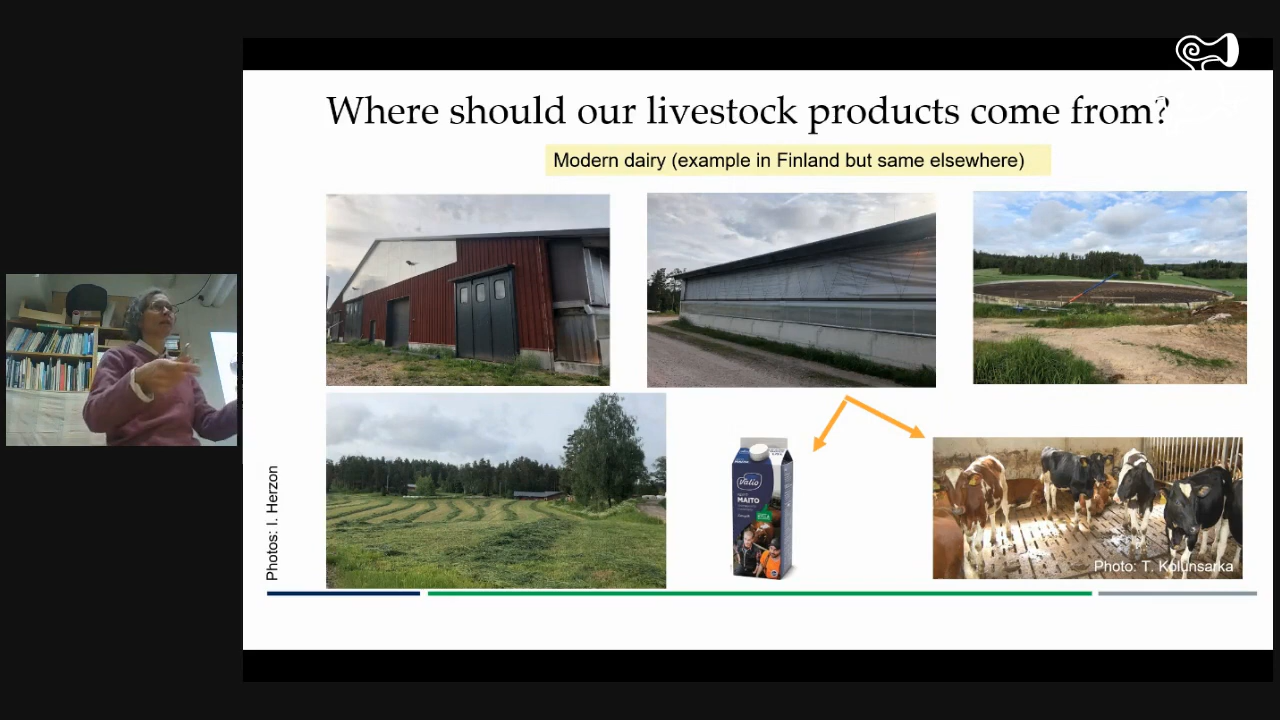 Where should our livestock products come from?
Modern dairy (example in Finland but same elsewhere)
Photos: I. Herzon
Valio
MAITO
Photo: T. Kolunsarka